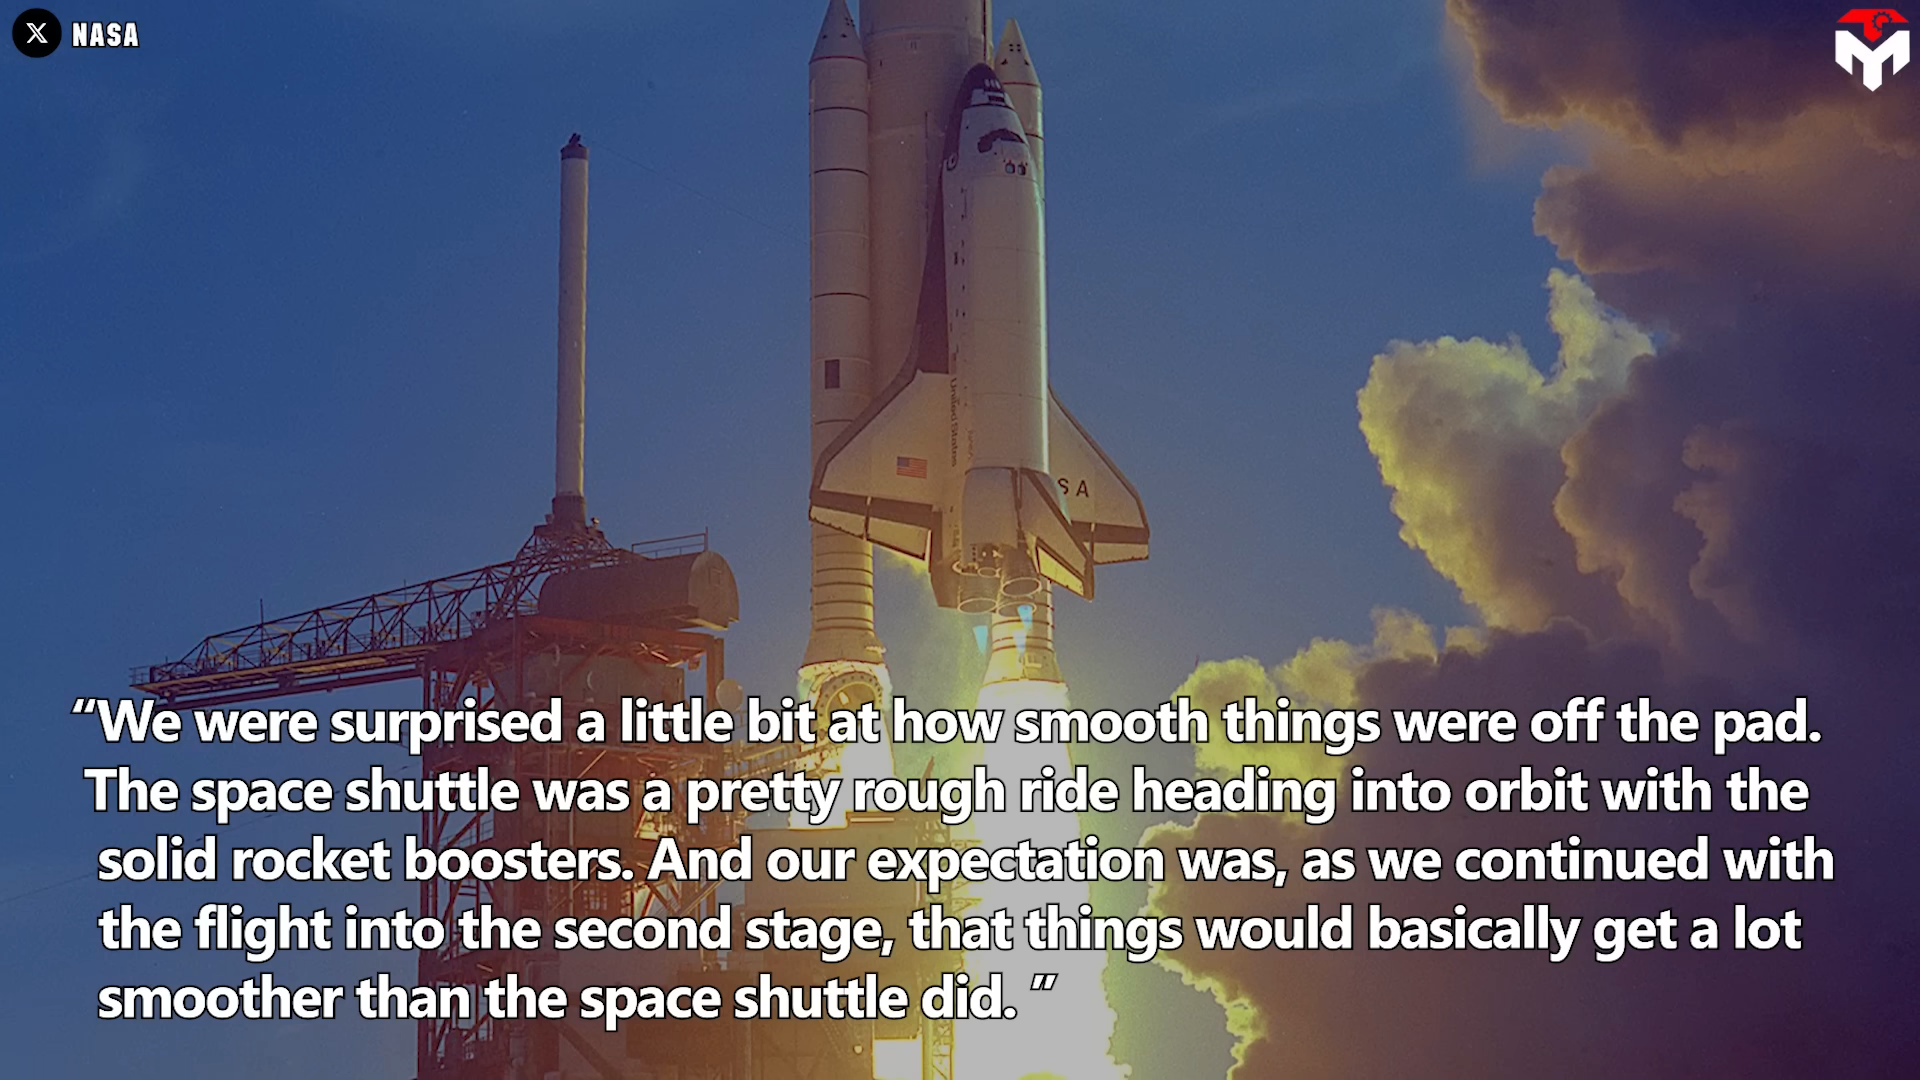 X NASA
United States
S A
“We were surprised a little bit at how smooth things were off the pad.
The space shuttle was a pretty rough ride heading into orbit with the
solid rocket boosters. And our expectation was, as we continued with
the flight into the second stage, that things would basically get a lot
smoother than the space shuttle did. ”